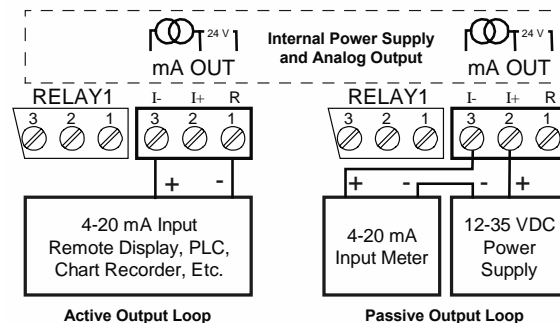 24 V
mA OUT
Internal Power Supply
and Analog Output
24 V
mA OUT
RELAY1
I- I+ R
3 2 1
3 2 1
RELAY1
I- I+ R
3 2 1
3 2 1
+ -
4-20 mA Input
Remote Display, PLC,
Chart Recorder, Etc.
Active Output Loop
+ - - +
4-20 mA
Input Meter
12-35 VDC
Power
Supply
Passive Output Loop